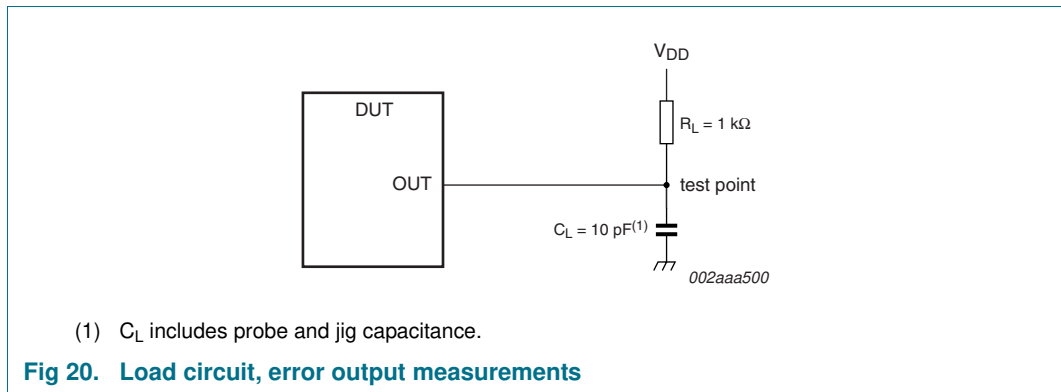 V_DD
DUT
R_L = 1 kΩ
OUT
test point
C_L = 10 pF(1)
002aaa500
(1) C_L includes probe and jig capacitance.
Fig 20. Load circuit, error output measurements